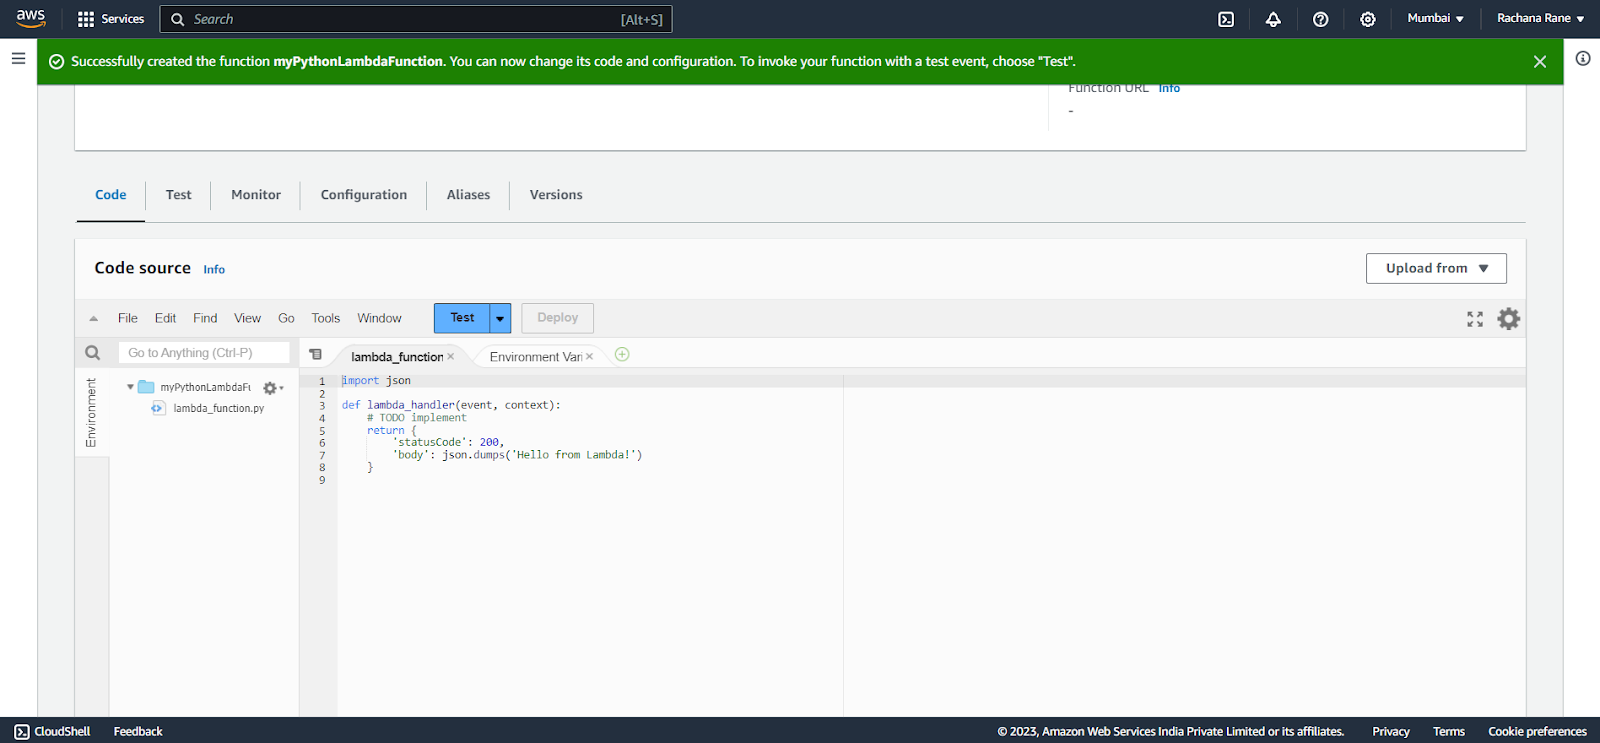 aws Services Search [Alt+S] Mumbai Rachana Rane
Successfully created the function myPythonLambdaFunction. You can now change its code and configuration. To invoke your function with a test event, choose "Test".
Function URL Info
-
Code Test Monitor Configuration Aliases Versions
Code source Info Upload from
File Edit Find View Go Tools Window Test Deploy
Go to Anything (Ctrl-P) lambda_function Environment Vari
Environment
myPythonLambdaFu
lambda_function.py
1 import json
2
3 def lambda_handler(event, context):
4 # TODO implement
5 return {
6 'statusCode': 200,
7 'body': json.dumps('Hello from Lambda!')
8 }
9
CloudShell Feedback © 2023, Amazon Web Services India Private Limited or its affiliates. Privacy Terms Cookie preferences